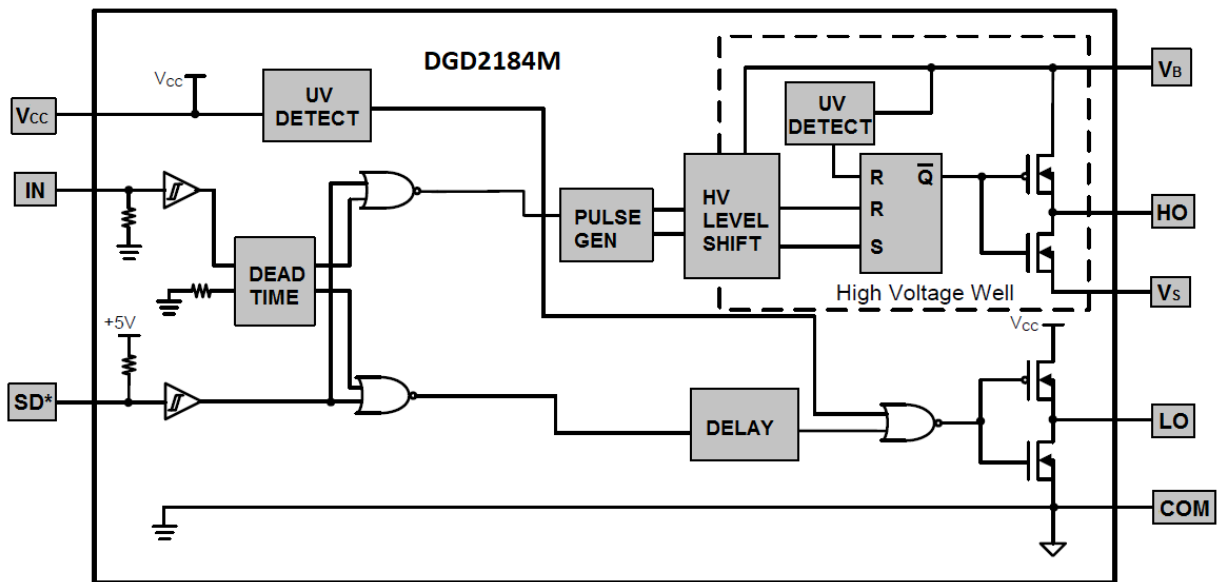 DGD2184M
VCC
VCC
UV
DETECT
UV
DETECT
VB
IN
R
Q
HV
LEVEL
SHIFT
R
PULSE
GEN
S
HO
DEAD
TIME
High Voltage Well
VS
+5V
VCC
SD*
DELAY
LO
COM